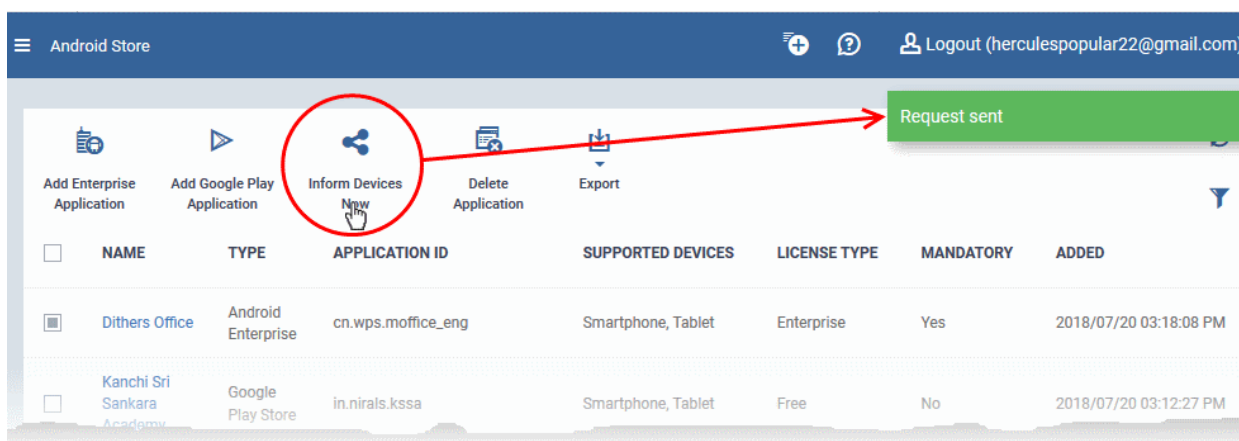 Android Store
Logout (herculespopular22@gmail.com)
Request sent
Add Enterprise
Application
Add Google Play
Application
Inform Devices
Now
Delete
Application
Export
NAME TYPE APPLICATION ID SUPPORTED DEVICES LICENSE TYPE MANDATORY ADDED
Dithers Office Android Enterprise cn.wps.moffice_eng Smartphone, Tablet Enterprise Yes 2018/07/20 03:18:08 PM
Kanchi Sri
Sankara
Academy
Google
Play Store
in.nirals.kssa Smartphone, Tablet Free No 2018/07/20 03:12:27 PM